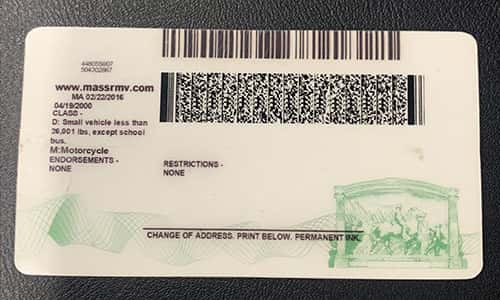 www.massrmv.com
MA 02/22/2016
04/19/2000
CLASS -
D: Small vehicle less than
26,001 lbs, except school
bus.
M:Motorcycle
ENDORSEMENTS -
NONE
RESTRICTIONS -
NONE
CHANGE OF ADDRESS. PRINT BELOW. PERMANENT INK.